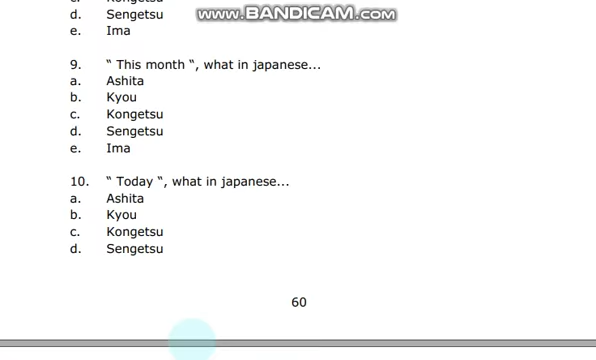 c. Kongetsu
d. Sengetsu
www.BANDICAM.com
e. Ima
9. “ This month “, what in japanese...
a. Ashita
b. Kyou
c. Kongetsu
d. Sengetsu
e. Ima
10. “ Today “, what in japanese...
a. Ashita
b. Kyou
c. Kongetsu
d. Sengetsu
60